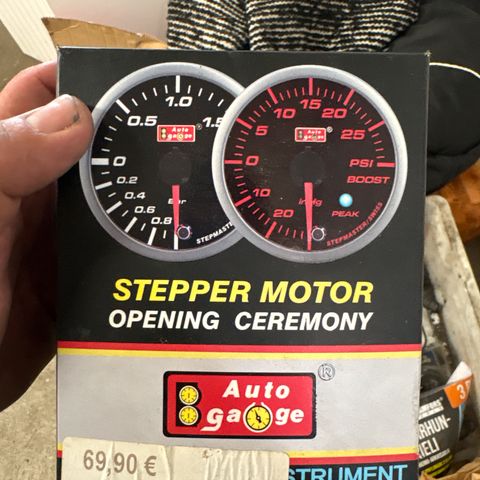 1.0
0.5
1.5
Auto
gauge
®
0
0.2
0.4
0.6
0.8
Bar
STEPMAST
15
10
20
5
25
Auto
gauge
®
0
PSI
BOOST
10
20
inHg
PEAK
STEPMASTER/SWISS
STEPPER MOTOR
OPENING CEREMONY
Auto
gauge
®
69,90 €
STRUMENT